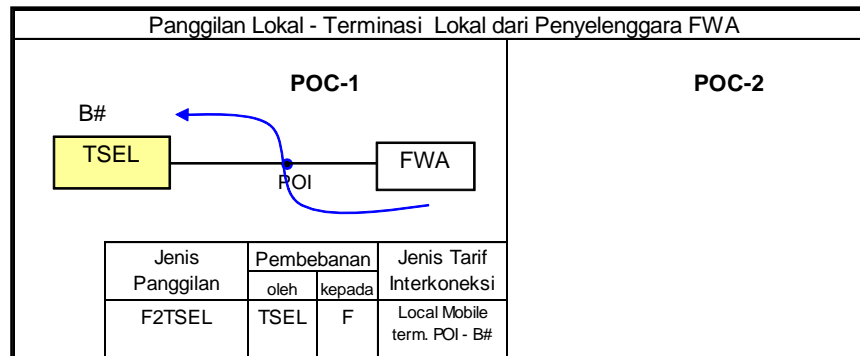 Panggilan Lokal - Terminasi Lokal dari Penyelenggara FWA
POC-1
POC-2
B#
TSEL
FWA
POI
Jenis Panggilan
Pembebanan
Jenis Tarif Interkoneksi
oleh
kepada
F2TSEL
TSEL
F
Local Mobile
term. POI - B#